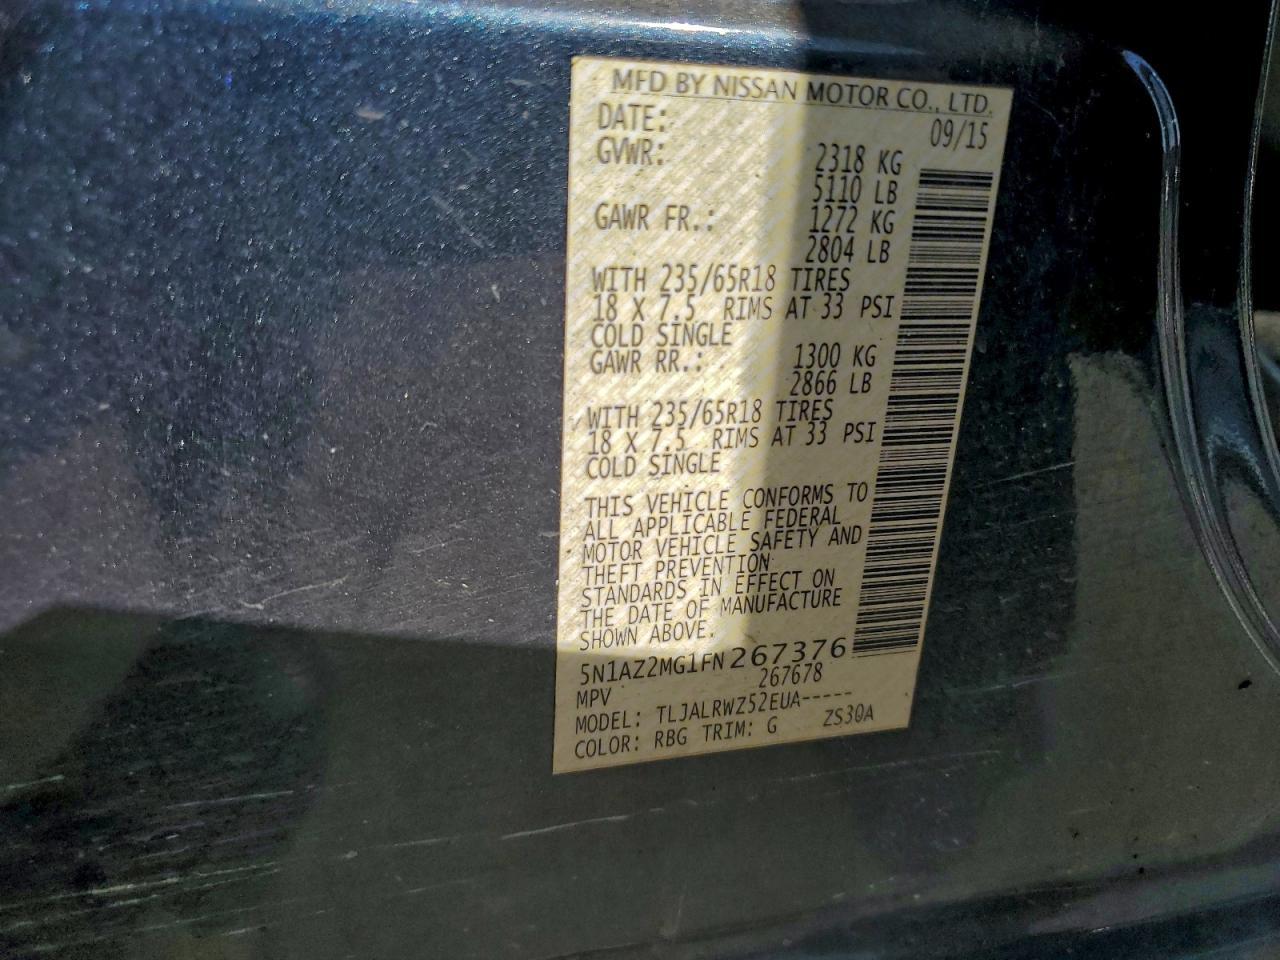 MFD BY NISSAN MOTOR CO., LTD.
DATE: 09/15
GVWR: 2318 KG
5110 LB
GAWR FR.: 1272 KG
2804 LB
WITH 235/65R18 TIRES
18 X 7.5 RIMS AT 33 PSI
COLD SINGLE
GAWR RR.: 1300 KG
2866 LB
WITH 235/65R18 TIRES
18 X 7.5 RIMS AT 33 PSI
COLD SINGLE
THIS VEHICLE CONFORMS TO
ALL APPLICABLE FEDERAL
MOTOR VEHICLE SAFETY AND
THEFT PREVENTION
STANDARDS IN EFFECT ON
THE DATE OF MANUFACTURE
SHOWN ABOVE.
5N1AZ2MG1FN267376
MPV 267678
MODEL: TLJALRWZ52EUA-----
COLOR: RBG TRIM: G ZS30A